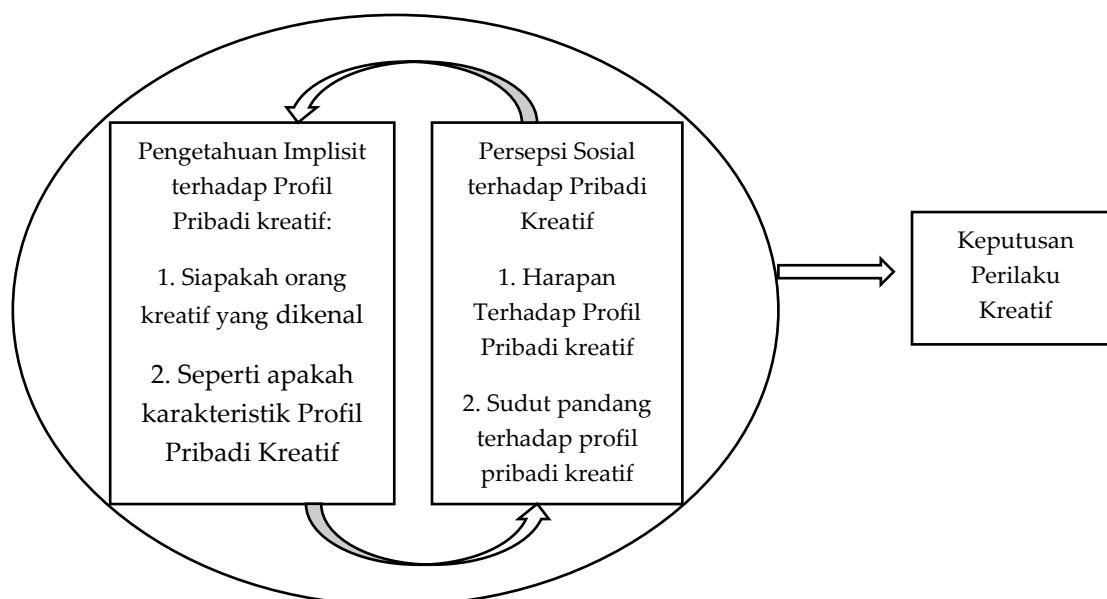 Pengetahuan Implisit
terhadap Profil
Pribadi kreatif:
1. Siapakah orang
kreatif yang dikenal
2. Seperti apakah
karakteristik Profil
Pribadi Kreatif
Persepsi Sosial
terhadap Pribadi
Kreatif
1. Harapan
Terhadap Profil
Pribadi kreatif
2. Sudut pandang
terhadap profil
pribadi kreatif
Keputusan
Perilaku
Kreatif